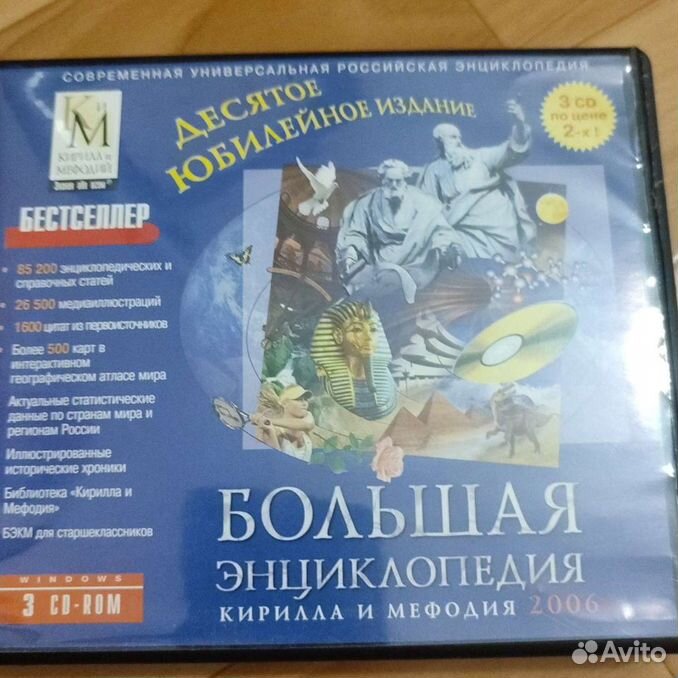 СОВРЕМЕННАЯ УНИВЕРСАЛЬНАЯ РОССИЙСКАЯ ЭНЦИКЛОПЕДИЯ
К и М
КИРИЛЛ и
МЕФОДИЙ
ДЕСЯТОЕ
ЮБИЛЕЙНОЕ ИЗДАНИЕ
3 CD
по цене
2-х!
БЕСТСЕЛЛЕР
• 85 200 энциклопедических и
справочных статей
• 26 500 медиаиллюстраций
• 1600 цитат из первоисточников
• Более 500 карт в
интерактивном
географическом атласе мира
Актуальные статистические
данные по странам мира и
регионам России
Иллюстрированные
исторические хроники
Библиотека «Кирилла и
Мефодия»
БЭКМ для старшеклассников
WINDOWS
3 CD-ROM
БОЛЬШАЯ
ЭНЦИКЛОПЕДИЯ
КИРИЛЛА И МЕФОДИЯ 2006
Avito